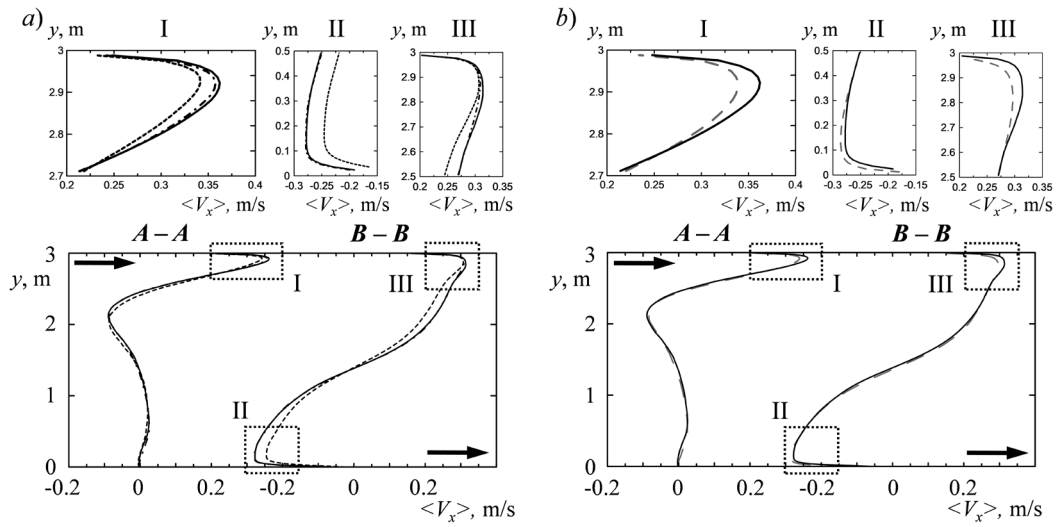 a) y, m I y, m II y, m III
3 0.5 3
2.9 0.4 2.9
0.3 2.8
2.8 0.2 2.7
0.1 2.6
2.7 0 2.5
0.2 0.25 0.3 0.35 0.4 -0.3 -0.25 -0.2 -0.15 0.2 0.25 0.3 0.35
<Vx>, m/s <Vx>, m/s <Vx>, m/s
A – A B – B
3
y, m I III
2
1
II
0
-0.2 0 0.2 -0.2 0 0.2
<Vx>, m/s <Vx>, m/s
b) y, m I y, m II y, m III
3 0.5 3
2.9 0.4 2.9
0.3 2.8
2.8 0.2 2.7
0.1 2.6
2.7 0 2.5
0.2 0.25 0.3 0.35 0.4 -0.3 -0.25 -0.2 -0.15 0.2 0.25 0.3 0.35
<Vx>, m/s <Vx>, m/s <Vx>, m/s
A – A B – B
3
y, m I III
2
1
II
0
-0.2 0 0.2 -0.2 0 0.2
<Vx>, m/s <Vx>, m/s